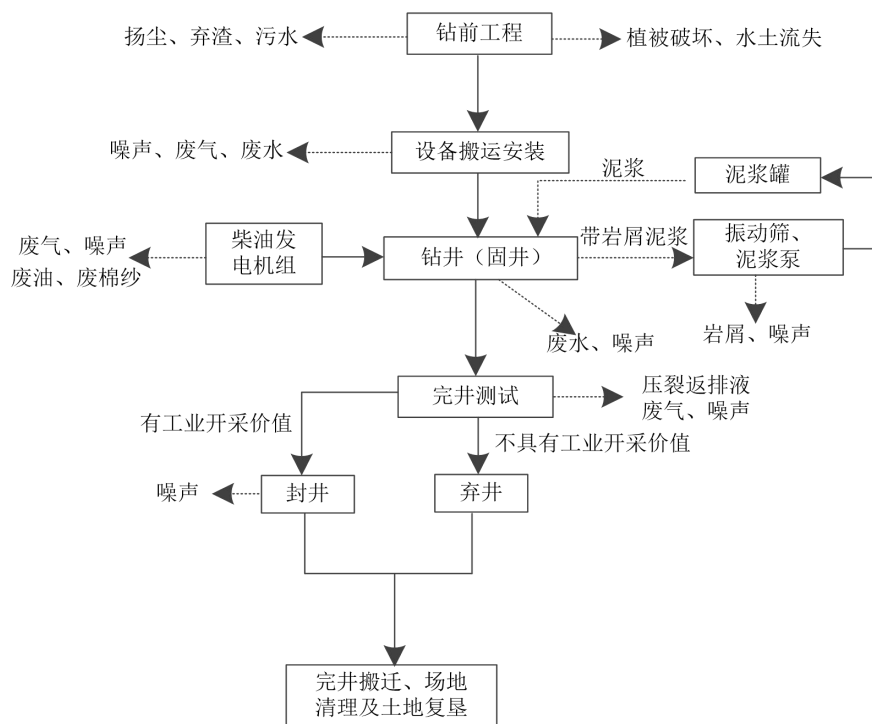 扬尘、弃渣、污水
钻前工程
植被破坏、水土流失
噪声、废气、废水
设备搬运安装
泥浆
泥浆罐
废气、噪声
废油、废棉纱
柴油发
电机组
钻井（固井）
带岩屑泥浆
振动筛、
泥浆泵
废水、噪声
岩屑、噪声
完井测试
压裂返排液
废气、噪声
有工业开采价值
不具有工业开采价值
噪声
封井
弃井
完井搬迁、场地
清理及土地复垦